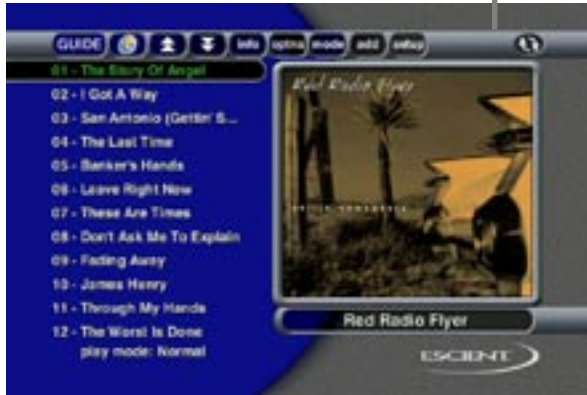 GUIDE info optns mode add setup
01 - The Story Of Angel
02 - I Got A Way
03 - San Antonio (Gettin' S...
04 - The Last Time
05 - Banker's Hands
06 - Leave Right Now
07 - These Are Times
08 - Don't Ask Me To Explain
09 - Fading Away
10 - James Henry
11 - Through My Hands
12 - The Worst Is Done
play mode: Normal
Red Radio Flyer
Red Radio Flyer
ESCIENT